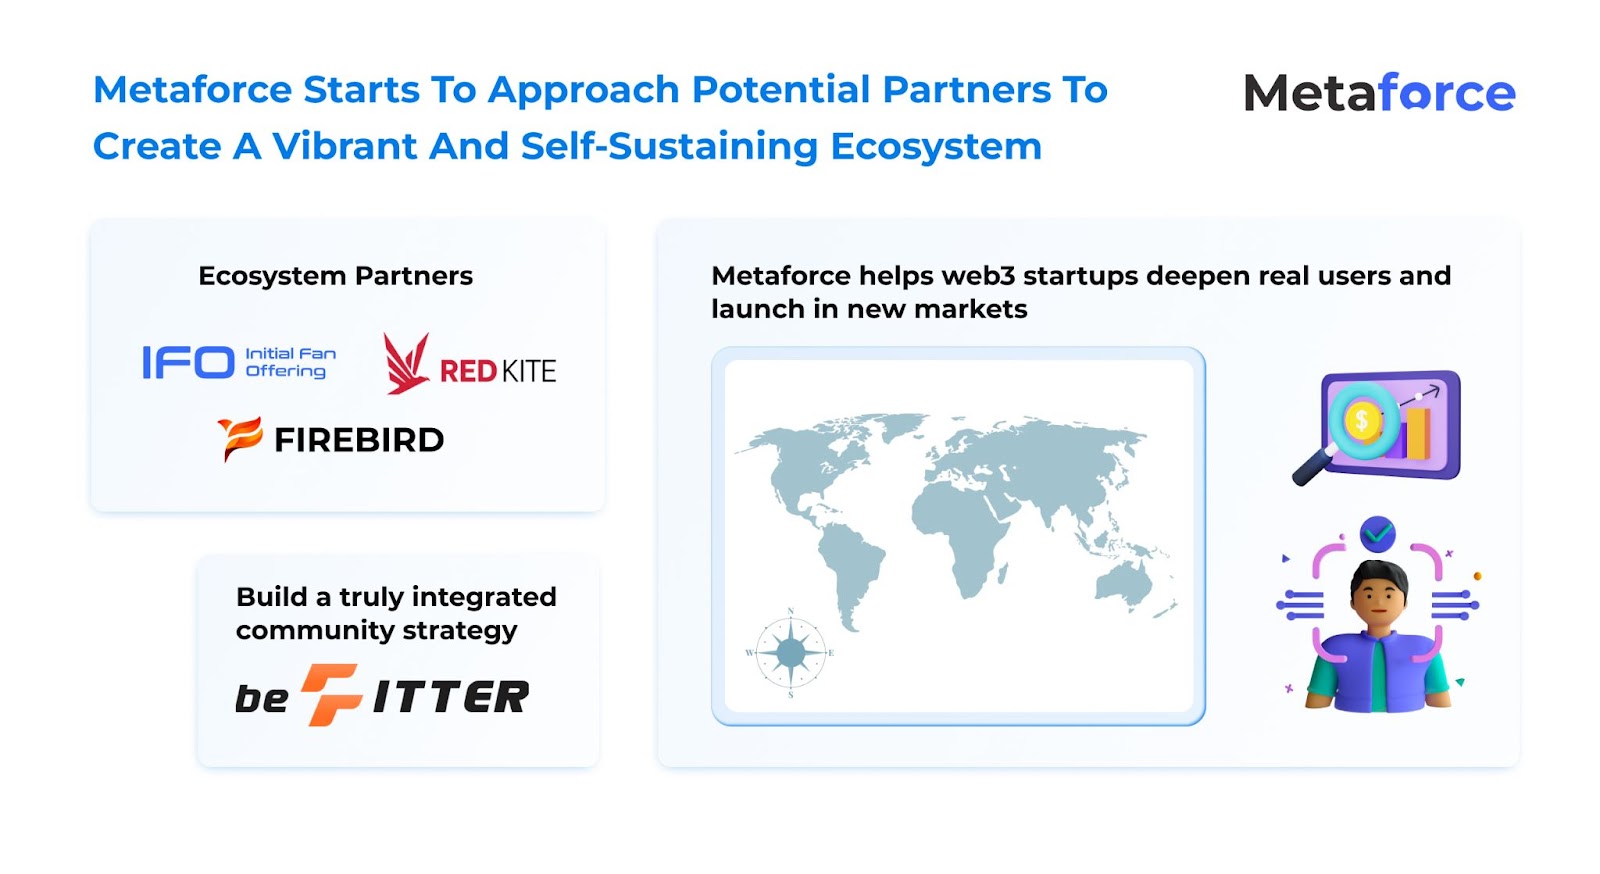 Metaforce Starts To Approach Potential Partners To
Create A Vibrant And Self-Sustaining Ecosystem
Metaforce
Ecosystem Partners
IFO Initial Fan
Offering
RED KITE
FIREBIRD
Build a truly integrated
community strategy
be FITTER
Metaforce helps web3 startups deepen real users and
launch in new markets
N
W
E
S
$